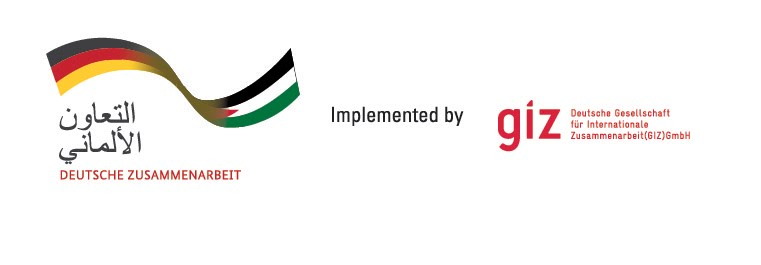 التعاون
الألماني
DEUTSCHE ZUSAMMENARBEIT
Implemented by
giz
Deutsche Gesellschaft
für Internationale
Zusammenarbeit(GIZ)GmbH